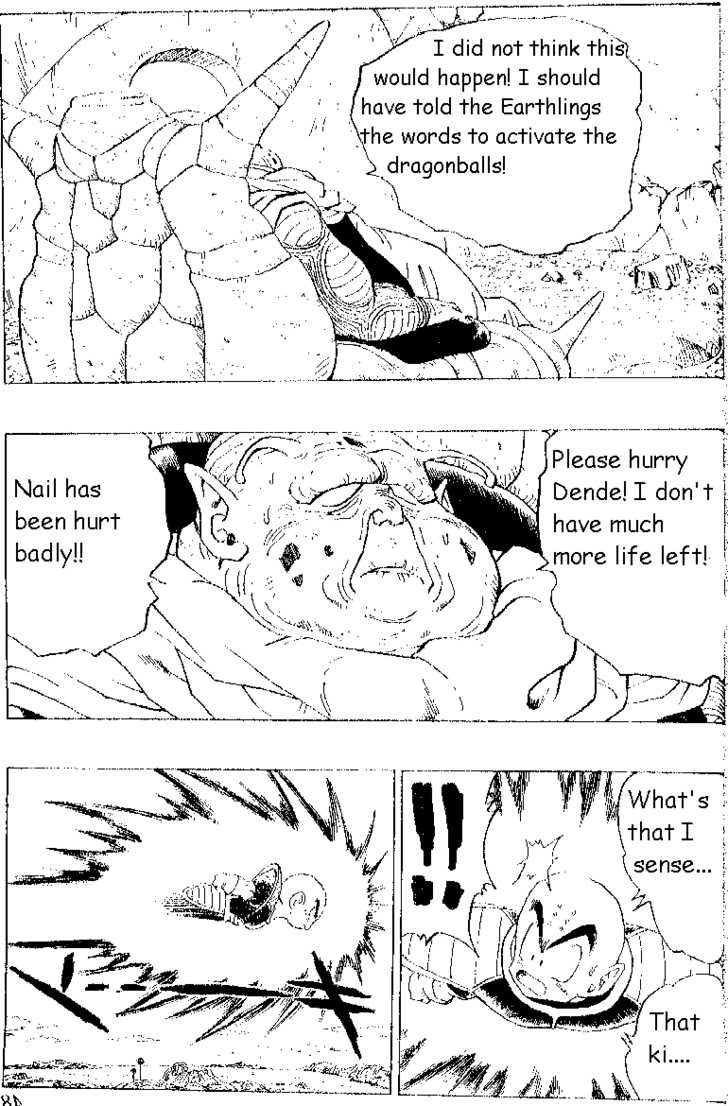 I did not think this
would happen! I should
have told the Earthlings
the words to activate the
dragonballs!
Please hurry
Dende! I don't
have much
more life left!
Nail has
been hurt
badly!!
!!
What's
that I
sense...
That
ki....